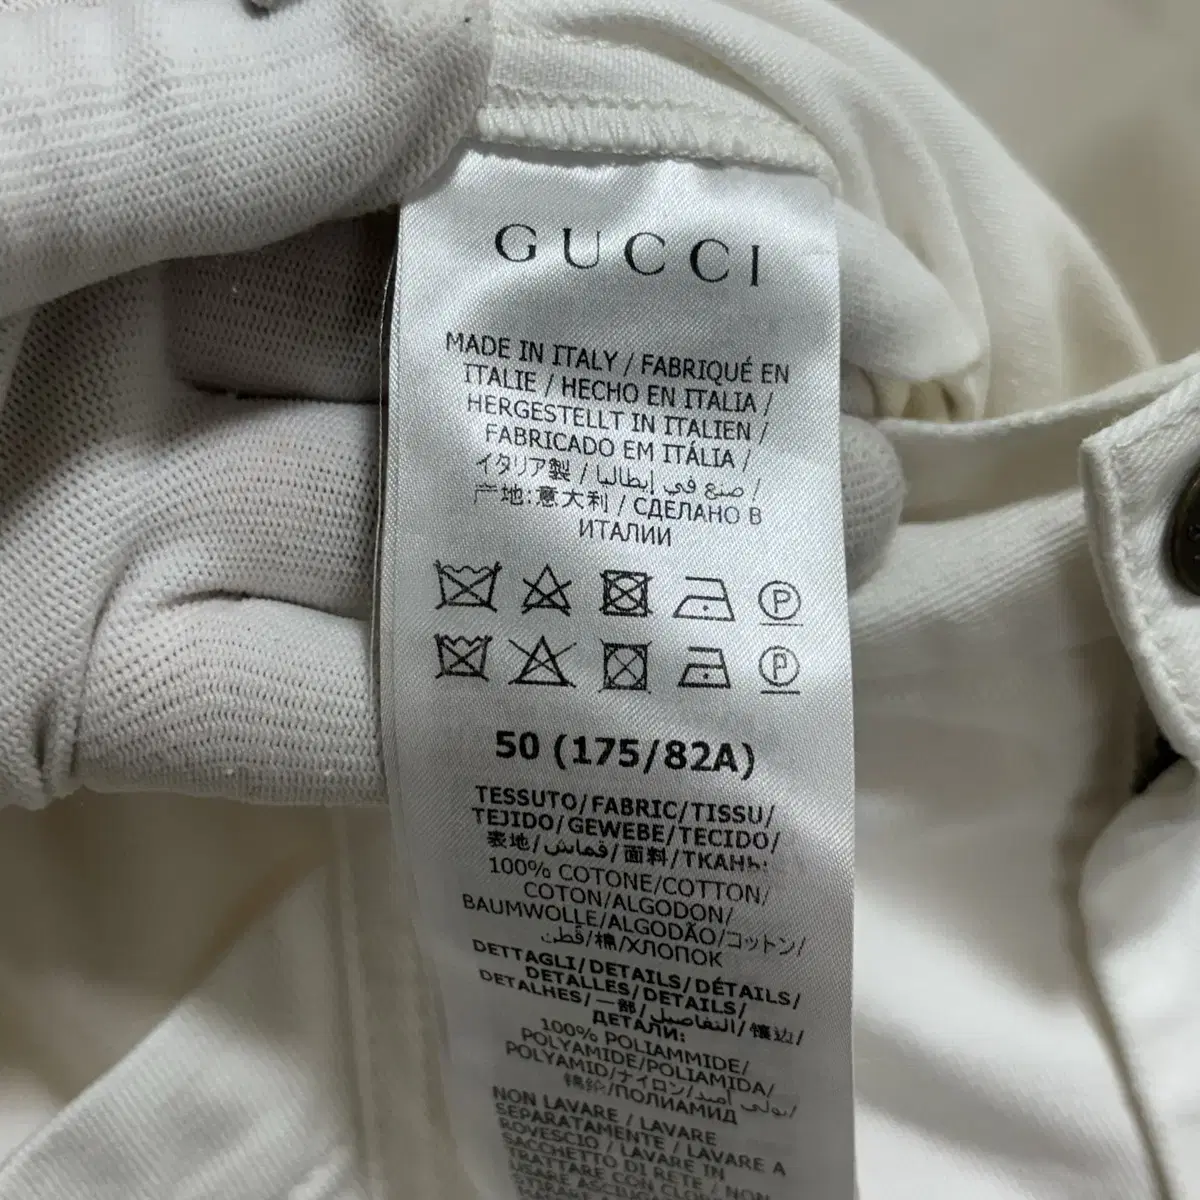 GUCCI
MADE IN ITALY / FABRIQUÉ EN
ITALIE / HECHO EN ITALIA /
HERGESTELLT IN ITALIEN /
FABRICADO EM ITÁLIA /
イタリア製 / صنع في إيطاليا /
产地:意大利 / СДЕЛАНО В
ИТАЛИИ
P
P
50 (175/82A)
TESSUTO/FABRIC/TISSU/
TEJIDO/GEWEBE/TECIDO/
表地/قماش/面料/ТКАНЬ:
100% COTONE/COTTON/
COTON/ALGODON/
BAUMWOLLE/ALGODÃO/コットン/
قطن/棉/ХЛОПОК
DETTAGLI/DETAILS/DÉTAILS/
DETALLES/DETAILS/
DETALHES/一部/التفاصيل/镶边/
ДЕТАЛИ:
100% POLIAMMIDE/
POLYAMIDE/POLIAMIDA/
POLYAMID/ナイロン/بولي أميد/
锦纶/ПОЛИАМИД
NON LAVARE / LAVARE
SEPARATAMENTE / LAVARE A
ROVESCIO / LAVARE IN
SACCHETTO DI RETE / NON
TRATTARE CON